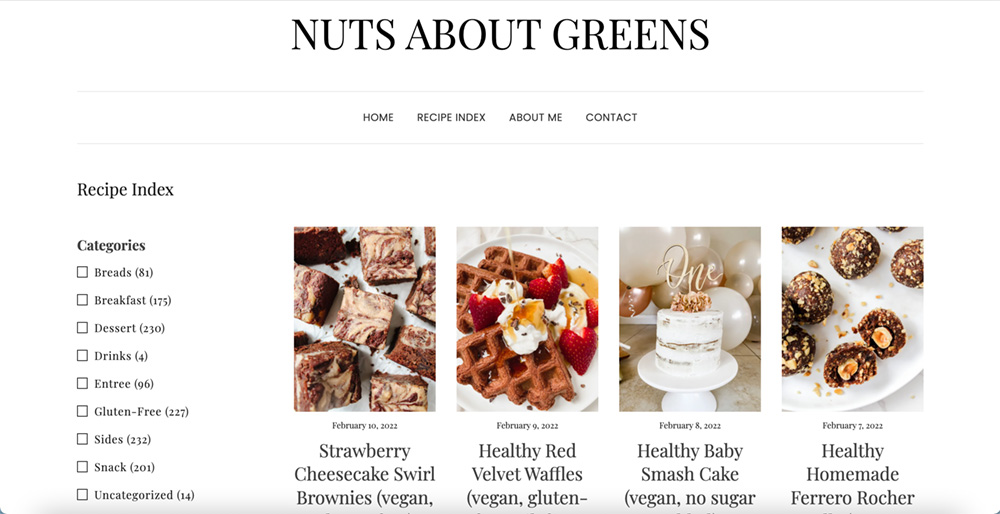 NUTS ABOUT GREENS
HOME RECIPE INDEX ABOUT ME CONTACT
Recipe Index
Categories
Breads (81)
Breakfast (175)
Dessert (230)
Drinks (4)
Entree (96)
Gluten-Free (227)
Sides (232)
Snack (201)
Uncategorized (14)
February 10, 2022
Strawberry
Cheesecake Swirl
Brownies (vegan,
February 9, 2022
Healthy Red
Velvet Waffles
(vegan, gluten-
One
February 8, 2022
Healthy Baby
Smash Cake
(vegan, no sugar
February 7, 2022
Healthy
Homemade
Ferrero Rocher